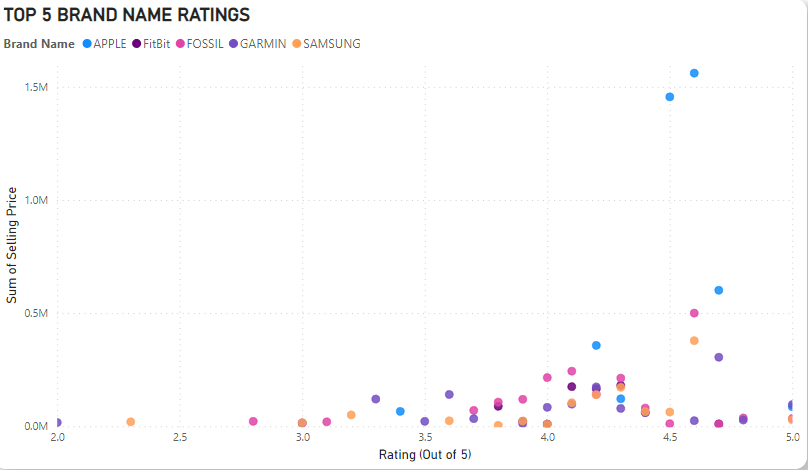 TOP 5 BRAND NAME RATINGS
Brand Name APPLE FitBit FOSSIL GARMIN SAMSUNG
1.5M
1.0M
0.5M
0.0M
Sum of Selling Price
2.0 2.5 3.0 3.5 4.0 4.5 5.0
Rating (Out of 5)